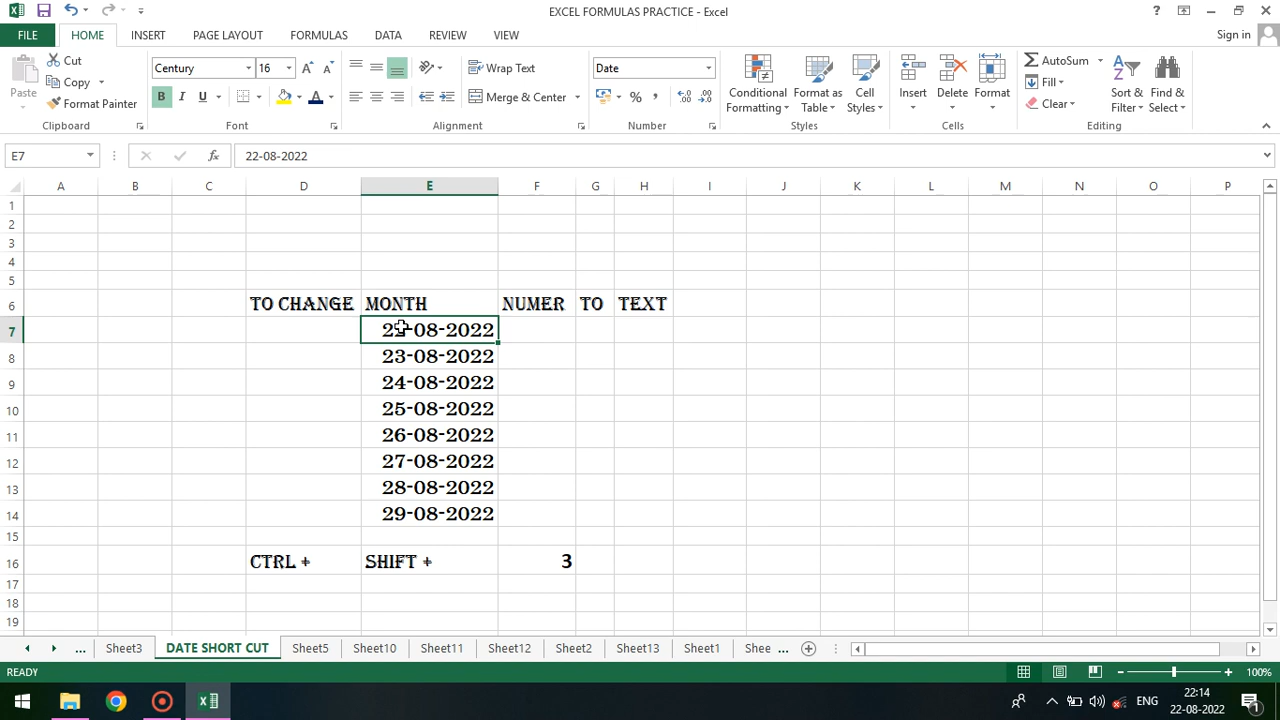 EXCEL FORMULAS PRACTICE - Excel
FILE HOME INSERT PAGE LAYOUT FORMULAS DATA REVIEW VIEW Sign in
Cut
Copy
Format Painter
Paste
Clipboard
Century 16
B I U
Font
Wrap Text
Merge & Center
Alignment
Date
%
Number
Conditional Formatting
Format as Table
Cell Styles
Styles
Insert
Delete
Format
Cells
AutoSum
Fill
Clear
Sort & Filter
Find & Select
Editing
E7 fx 22-08-2022
A B C D E F G H I J K L M N O P
1
2
3
4
5
6 TO CHANGE MONTH NUMER TO TEXT
7 22-08-2022
8 23-08-2022
9 24-08-2022
10 25-08-2022
11 26-08-2022
12 27-08-2022
13 28-08-2022
14 29-08-2022
15
16 CTRL + SHIFT + 3
17
18
19
... Sheet3 DATE SHORT CUT Sheet5 Sheet10 Sheet11 Sheet12 Sheet2 Sheet13 Sheet1 Shee ...
READY 100%
ENG 22:14
22-08-2022 1